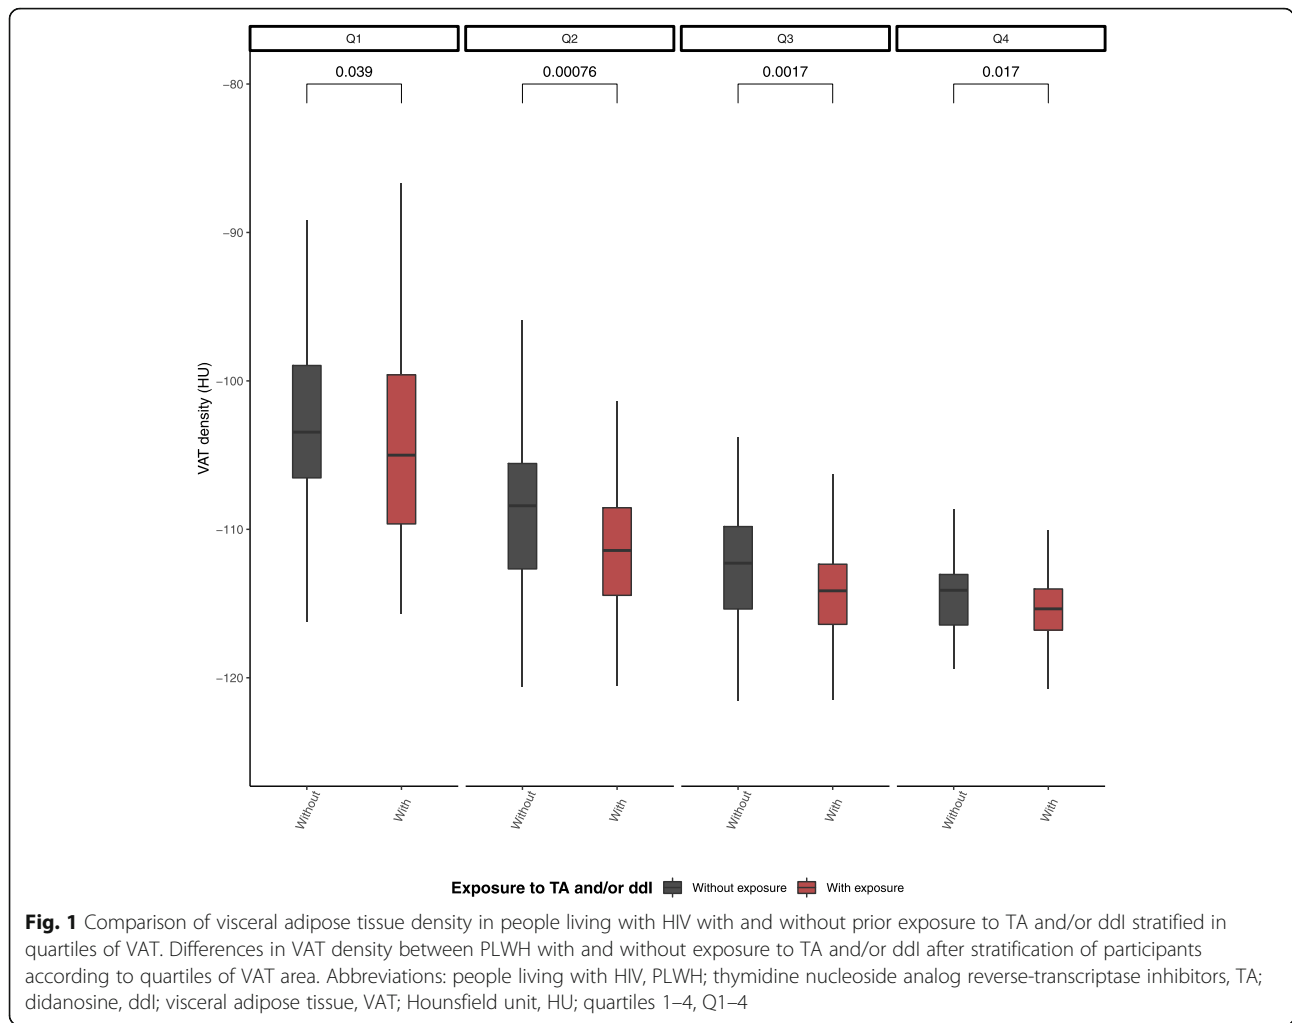 Q1 Q2 Q3 Q4
0.039 0.00076 0.0017 0.017
−80
−90
−100
−110
−120
VAT density (HU)
Without With Without With Without With Without With
Exposure to TA and/or ddI Without exposure With exposure
Fig. 1 Comparison of visceral adipose tissue density in people living with HIV with and without prior exposure to TA and/or ddI stratified in
quartiles of VAT. Differences in VAT density between PLWH with and without exposure to TA and/or ddI after stratification of participants
according to quartiles of VAT area. Abbreviations: people living with HIV, PLWH; thymidine nucleoside analog reverse-transcriptase inhibitors, TA;
didanosine, ddI; visceral adipose tissue, VAT; Hounsfield unit, HU; quartiles 1–4, Q1–4